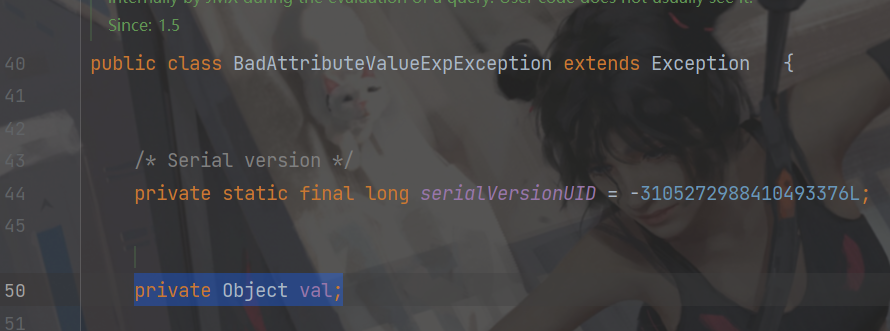 internally by JMX during the evaluation of a query. User code does not usually see it.
Since: 1.5
40 public class BadAttributeValueExpException extends Exception {
41
42
43 /* Serial version */
44 private static final long serialVersionUID = -3105272988410493376L;
45
50 private Object val;
51